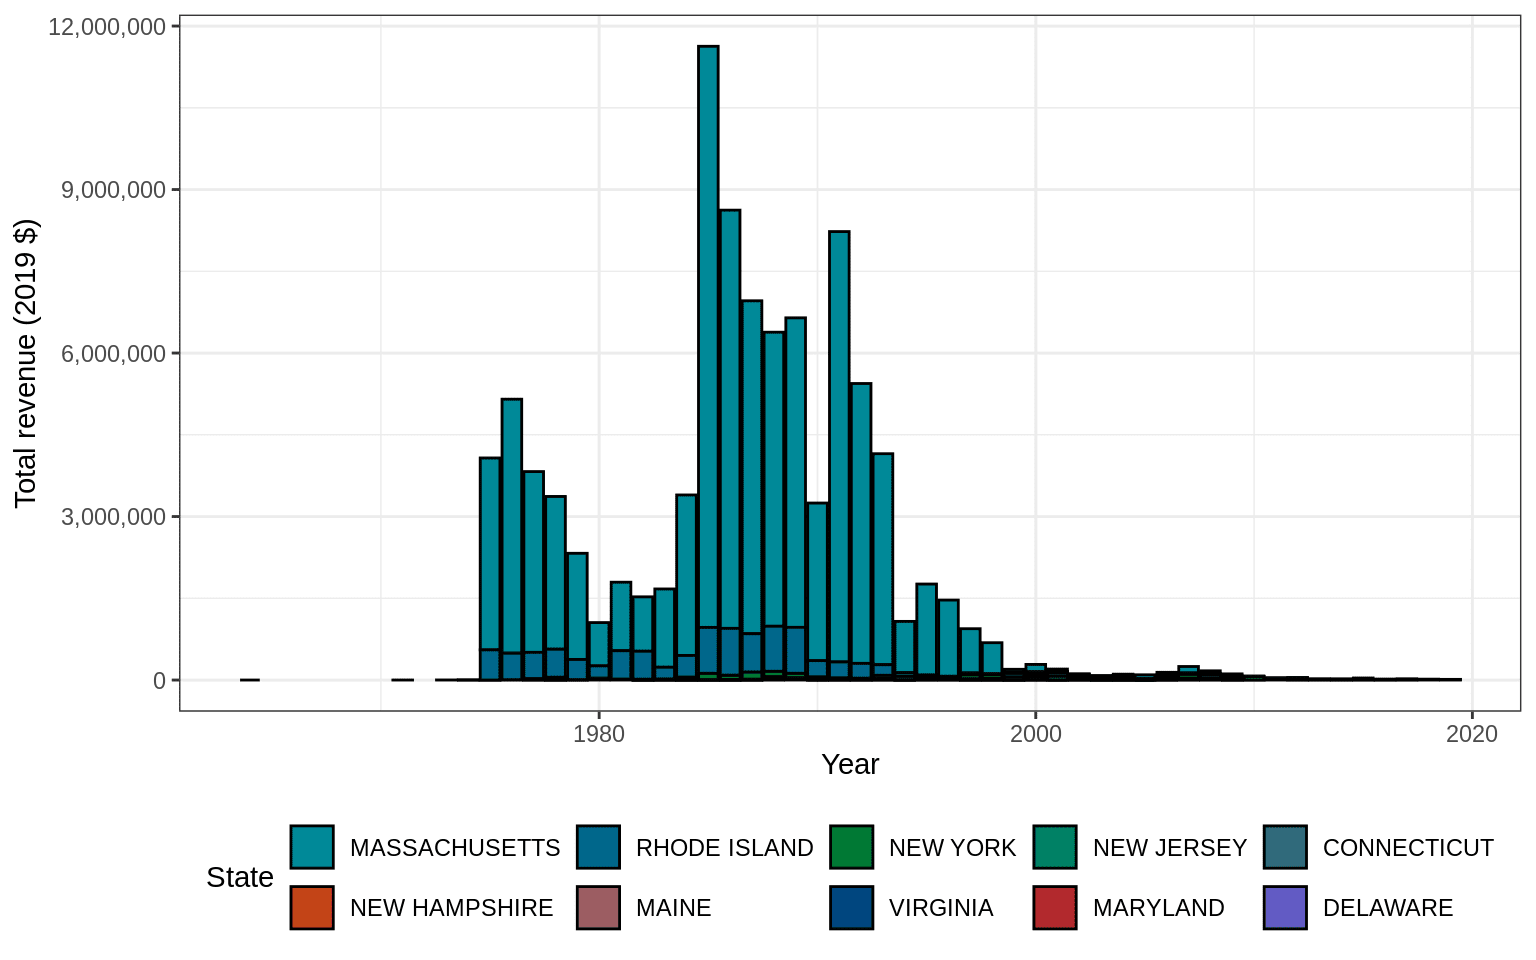 12,000,000
9,000,000
6,000,000
3,000,000
0
Total revenue (2019 $)
1980 2000 2020
Year
State
MASSACHUSETTS RHODE ISLAND NEW YORK NEW JERSEY CONNECTICUT
NEW HAMPSHIRE MAINE VIRGINIA MARYLAND DELAWARE